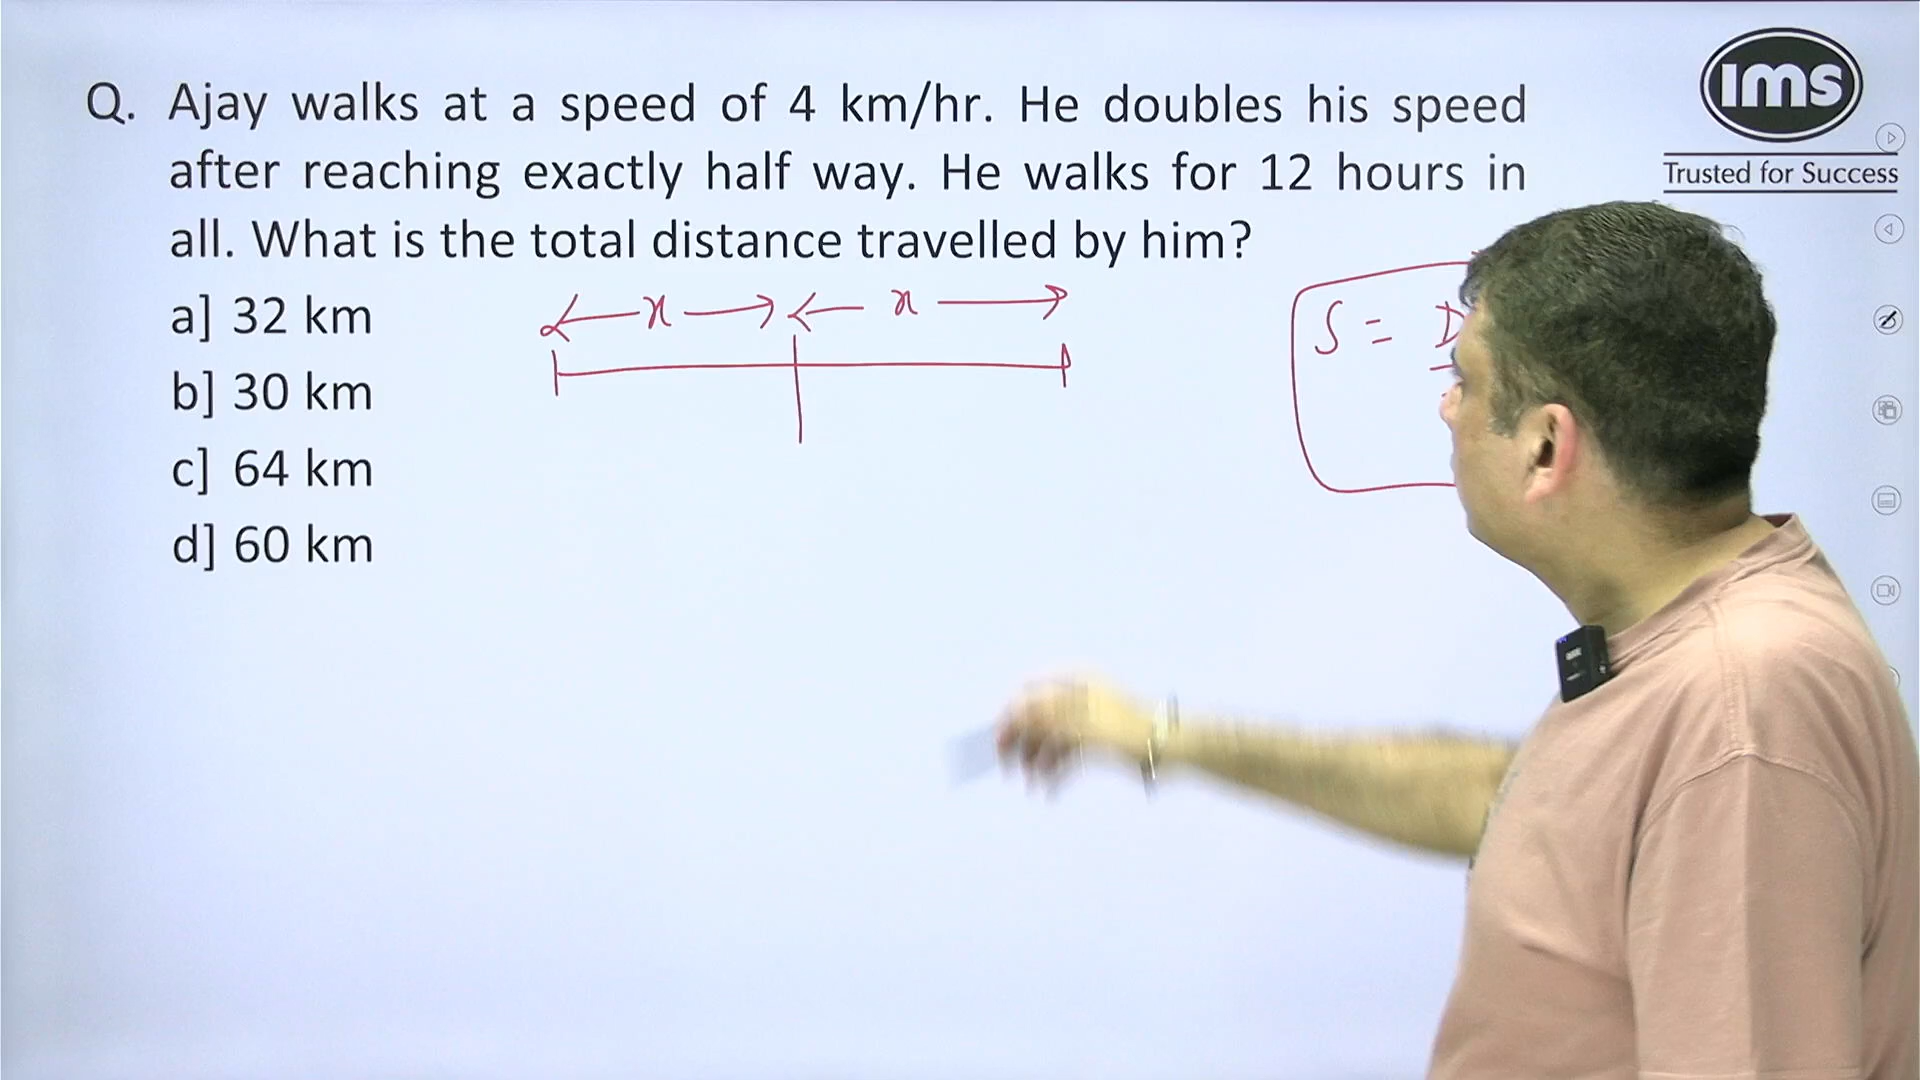 Q. Ajay walks at a speed of 4 km/hr. He doubles his speed
after reaching exactly half way. He walks for 12 hours in
all. What is the total distance travelled by him?
a] 32 km
b] 30 km
c] 64 km
d] 60 km
x x
S = D
ims
Trusted for Success